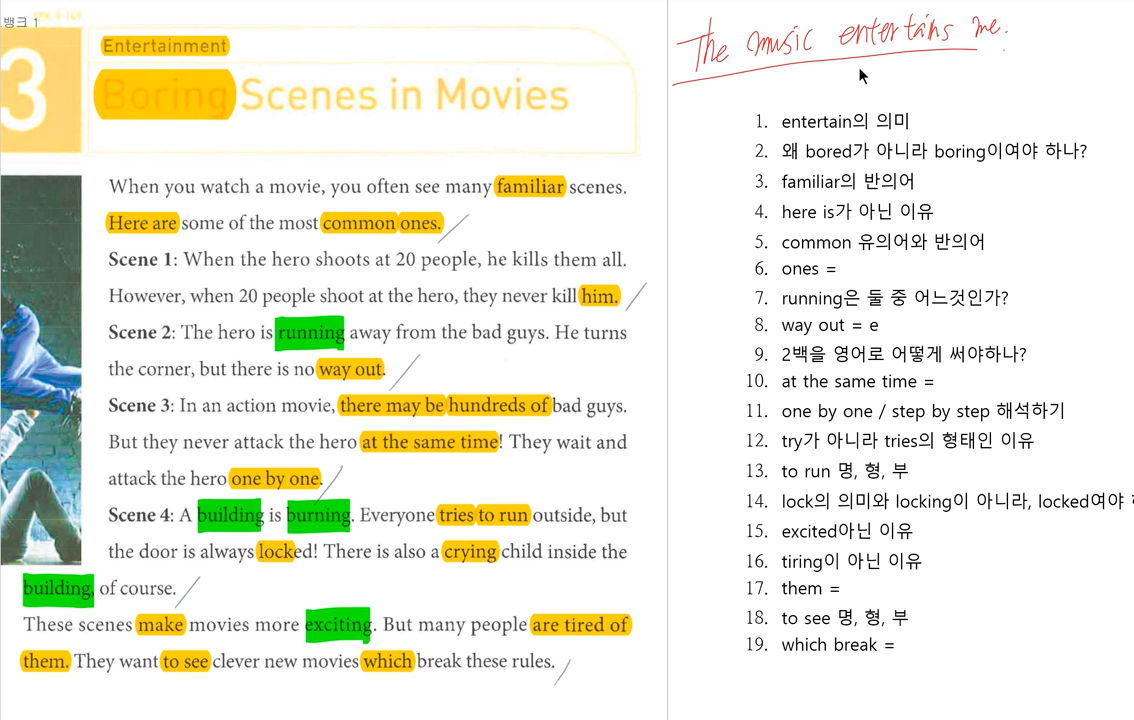 뱅크 1
3
Entertainment
Boring Scenes in Movies
When you watch a movie, you often see many familiar scenes.
Here are some of the most common ones.
Scene 1: When the hero shoots at 20 people, he kills them all.
However, when 20 people shoot at the hero, they never kill him.
Scene 2: The hero is running away from the bad guys. He turns
the corner, but there is no way out.
Scene 3: In an action movie, there may be hundreds of bad guys.
But they never attack the hero at the same time! They wait and
attack the hero one by one.
Scene 4: A building is burning. Everyone tries to run outside, but
the door is always locked! There is also a crying child inside the
building, of course.
These scenes make movies more exciting. But many people are tired of
them. They want to see clever new movies which break these rules.
The music entertains me.
1. entertain의 의미
2. 왜 bored가 아니라 boring이여야 하나?
3. familiar의 반의어
4. here is가 아닌 이유
5. common 유의어와 반의어
6. ones =
7. running은 둘 중 어느것인가?
8. way out = e
9. 2백을 영어로 어떻게 써야하나?
10. at the same time =
11. one by one / step by step 해석하기
12. try가 아니라 tries의 형태인 이유
13. to run 명, 형, 부
14. lock의 의미와 locking이 아니라, locked여야
15. excited아닌 이유
16. tiring이 아닌 이유
17. them =
18. to see 명, 형, 부
19. which break =